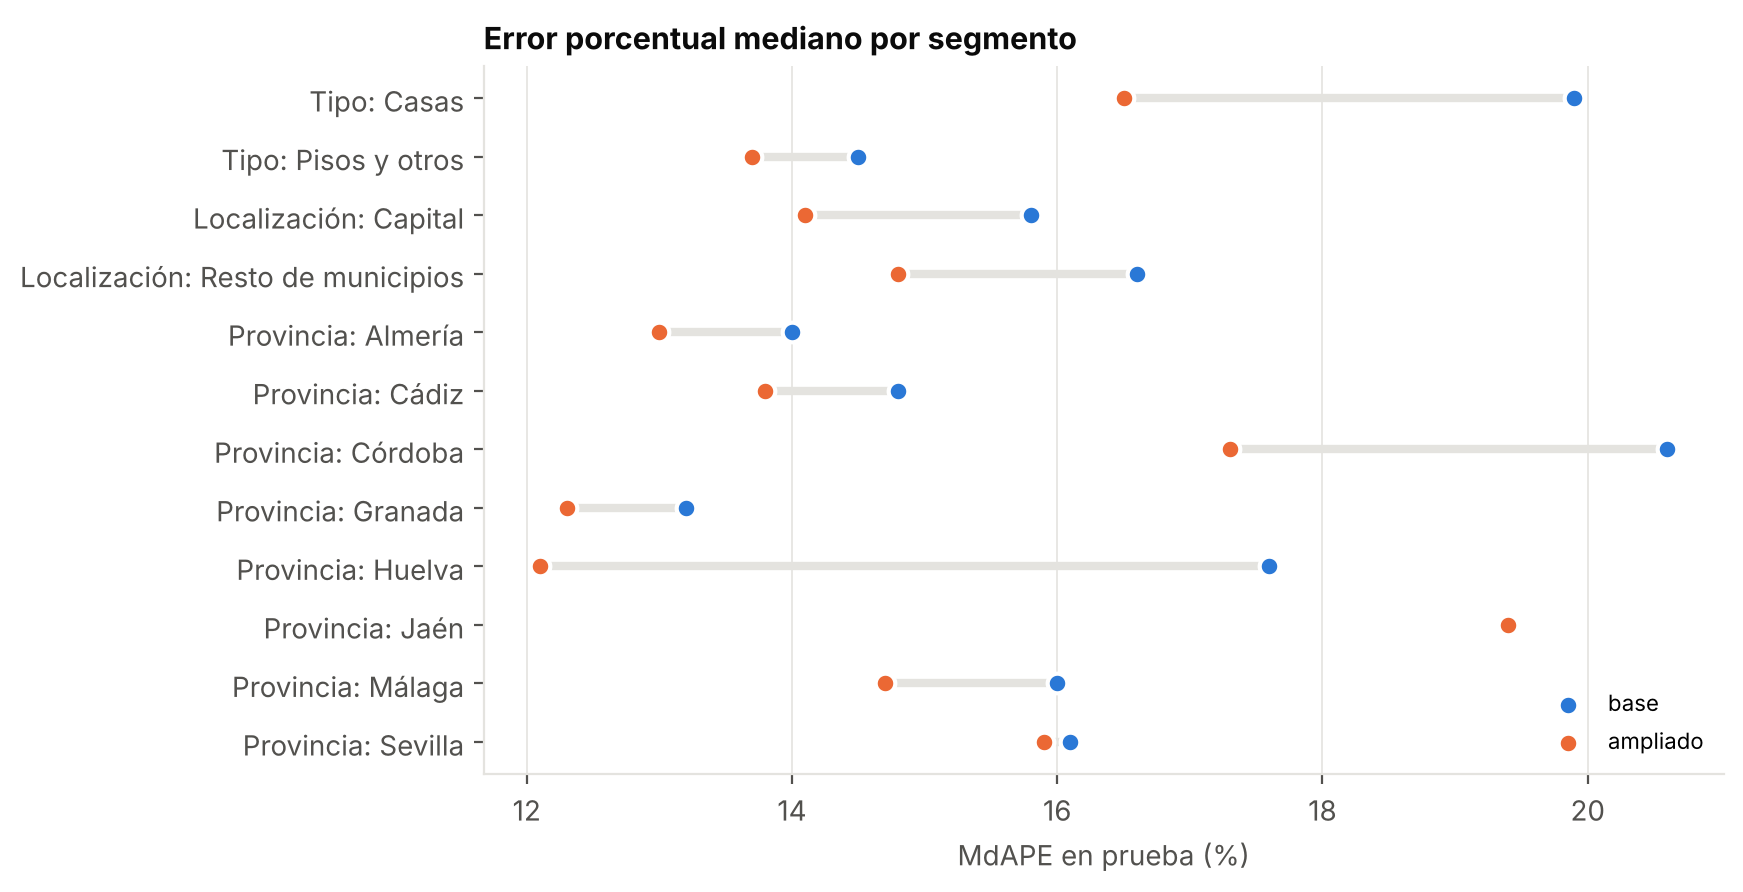 Error porcentual mediano por segmento
Tipo: Casas
Tipo: Pisos y otros
Localización: Capital
Localización: Resto de municipios
Provincia: Almería
Provincia: Cádiz
Provincia: Córdoba
Provincia: Granada
Provincia: Huelva
Provincia: Jaén
Provincia: Málaga
Provincia: Sevilla
base
ampliado
12 14 16 18 20
MdAPE en prueba (%)